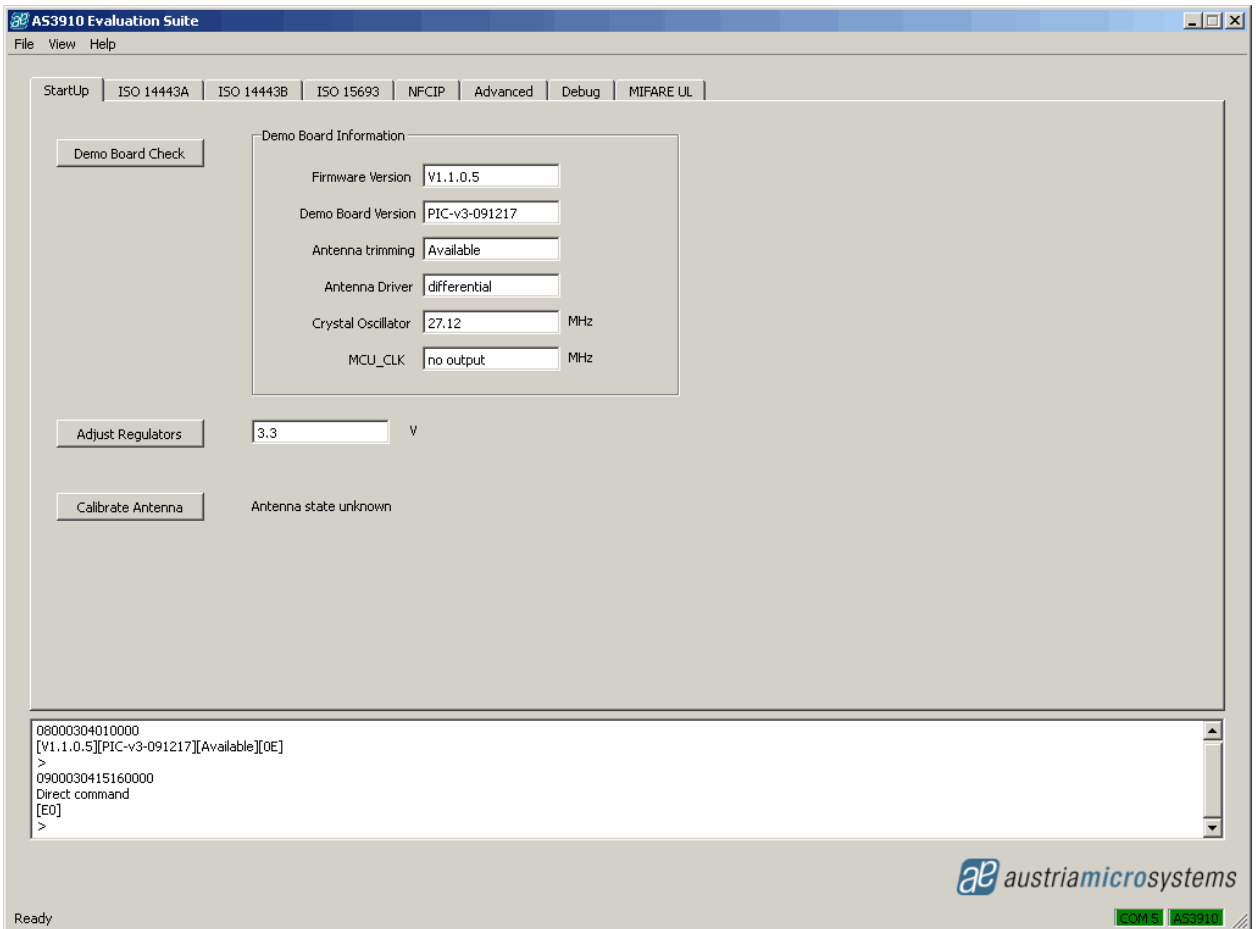 AS3910 Evaluation Suite
File View Help
StartUp ISO 14443A ISO 14443B ISO 15693 NFCIP Advanced Debug MIFARE UL
Demo Board Check
Demo Board Information
Firmware Version V1.1.0.5
Demo Board Version PIC-v3-091217
Antenna trimming Available
Antenna Driver differential
Crystal Oscillator 27.12 MHz
MCU_CLK no output MHz
Adjust Regulators 3.3 V
Calibrate Antenna Antenna state unknown
08000304010000
[V1.1.0.5][PIC-v3-091217][Available][0E]
>
0900030415160000
Direct command
[E0]
>
austriamicrosystems
Ready COM 5 AS3910